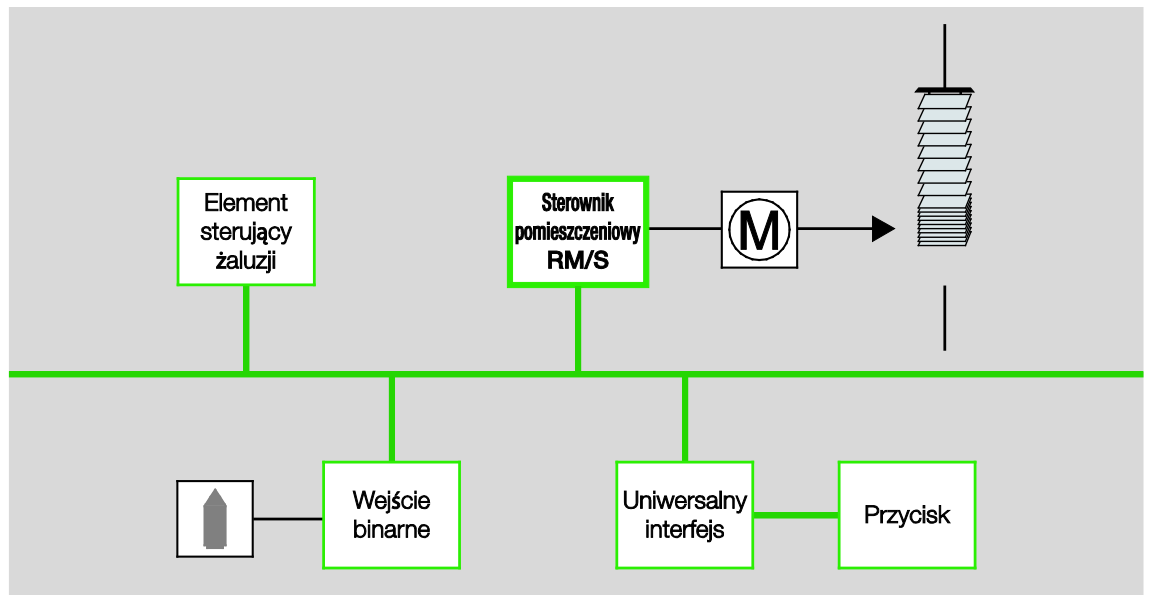 Element
sterujący
żaluzji
Sterownik
pomieszczeniowy
RM/S
M
Wejście
binarne
Uniwersalny
interfejs
Przycisk